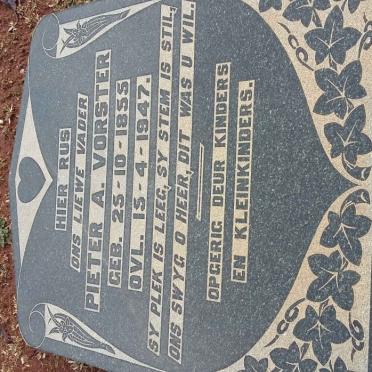 HIER RUS
ONS LIEWE VADER
PIETER A. VORSTER
GEB. 25-10-1855
OVL. 15-4-1947.
SY PLEK IS LEEG, SY STEM IS STIL,
ONS SWYG O HEER, DIT WAS U WIL.
OPGERIG DEUR KINDERS
EN KLEINKINDERS.